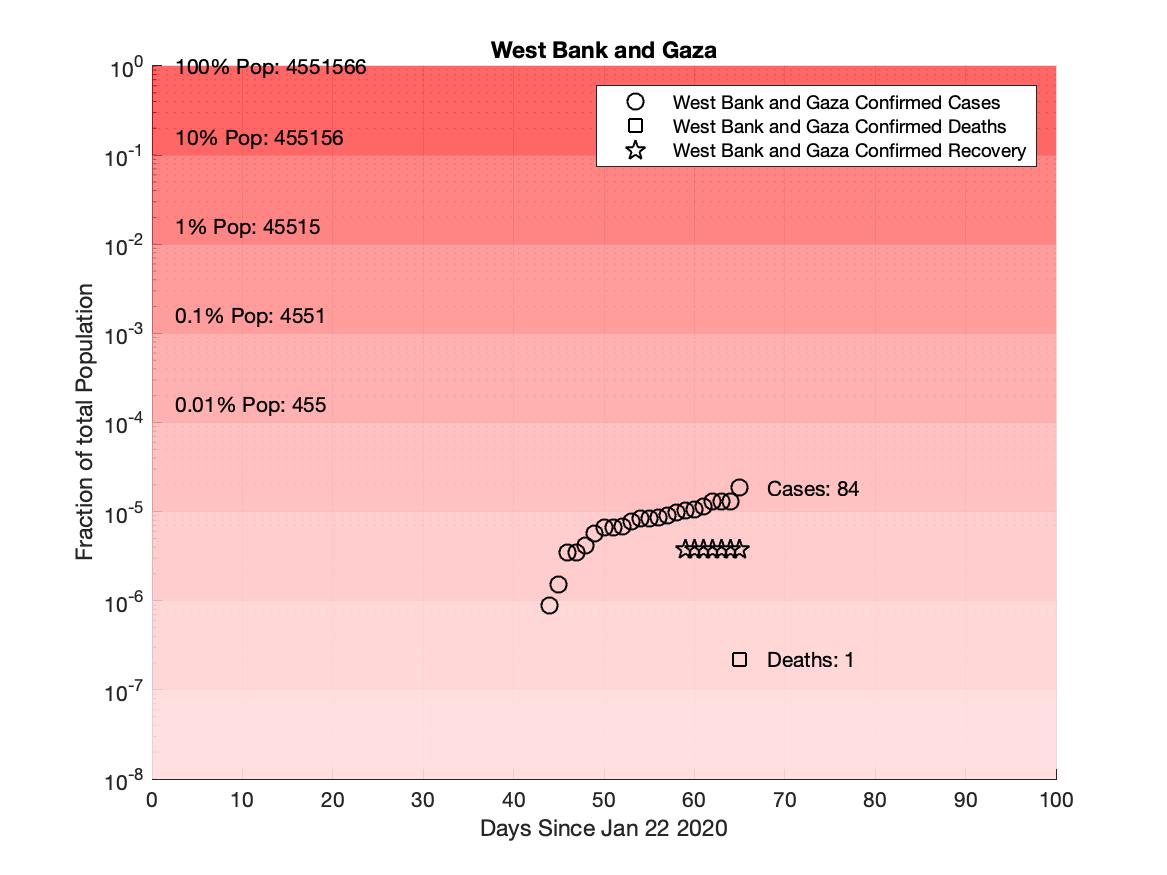 West Bank and Gaza
10^0
100% Pop: 4551566
West Bank and Gaza Confirmed Cases
West Bank and Gaza Confirmed Deaths
West Bank and Gaza Confirmed Recovery
10% Pop: 455156
10^-1
1% Pop: 45515
10^-2
0.1% Pop: 4551
10^-3
0.01% Pop: 455
10^-4
Cases: 84
10^-5
10^-6
Deaths: 1
10^-7
10^-8
Fraction of total Population
0 10 20 30 40 50 60 70 80 90 100
Days Since Jan 22 2020